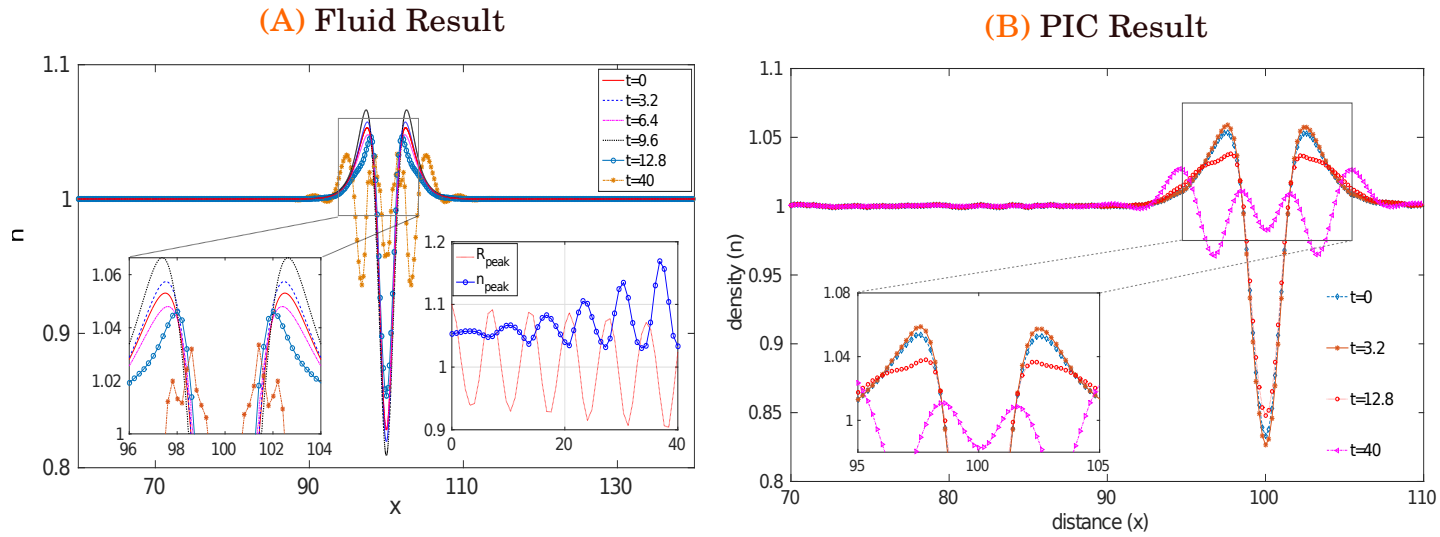 (A) Fluid Result
n
1.1
1
0.9
0.8
70
90
110
130
x
t=0
t=3.2
t=6.4
t=9.6
t=12.8
t=40
1.06
1.04
1.02
1
96
98
100
102
104
1.2
1.1
1
0.9
0
20
40
R_peak
n_peak
(B) PIC Result
density (n)
1.1
1.05
1
0.95
0.9
0.85
0.8
70
80
90
100
110
distance (x)
t=0
t=3.2
t=12.8
t=40
1.08
1.04
1
95
100
105